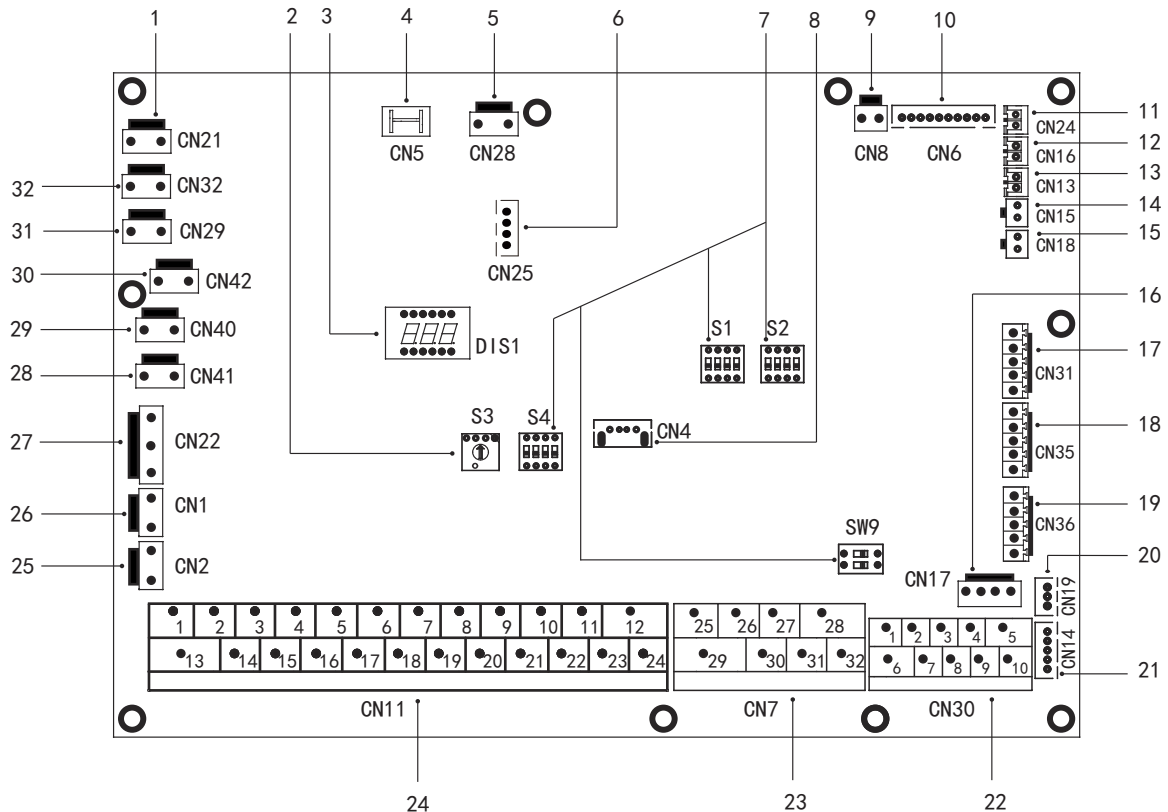 1 2 3 4 5 6 7 8 9 10
11
CN21 CN5 CN28 CN8 CN6 CN24
12
CN16
13
32 CN32 CN13
14
CN15
31 CN29 15
CN18
CN25
30 CN42
16
29 CN40 DIS1 S1 S2
17
28 CN41 CN31
S3 S4
27 CN22 CN4 18
CN35
26 CN1 19
SW9 CN36
25 CN2 CN17 20
CN19
1 2 3 4 5 6 7 8 9 10 11 12 25 26 27 28
1 2 3 4 5
13 14 15 16 17 18 19 20 21 22 23 24 29 30 31 32
6 7 8 9 10
CN14
21
CN11 CN7 CN30
24 23 22